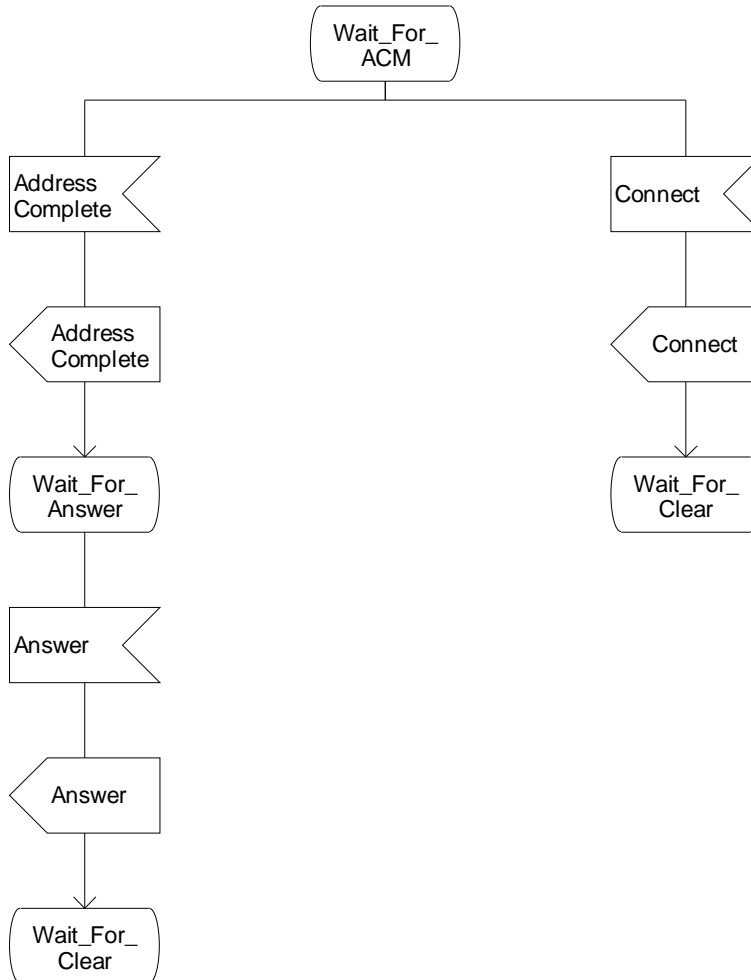 Wait_For_
ACM
Address
Complete
Connect
Address
Complete
Connect
Wait_For_
Answer
Wait_For_
Clear
Answer
Answer
Wait_For_
Clear